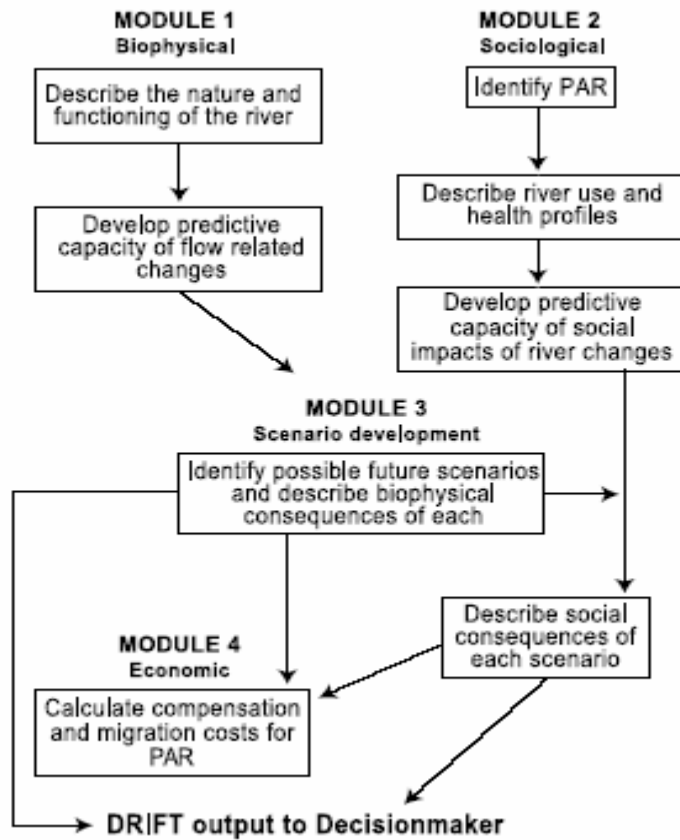 MODULE 1
Biophysical
Describe the nature and
functioning of the river
Develop predictive
capacity of flow related
changes
MODULE 2
Sociological
Identify PAR
Describe river use and
health profiles
Develop predictive
capacity of social
impacts of river changes
MODULE 3
Scenario development
Identify possible future scenarios
and describe biophysical
consequences of each
Describe social
consequences of
each scenario
MODULE 4
Economic
Calculate compensation
and migration costs for
PAR
DRIFT output to Decisionmaker